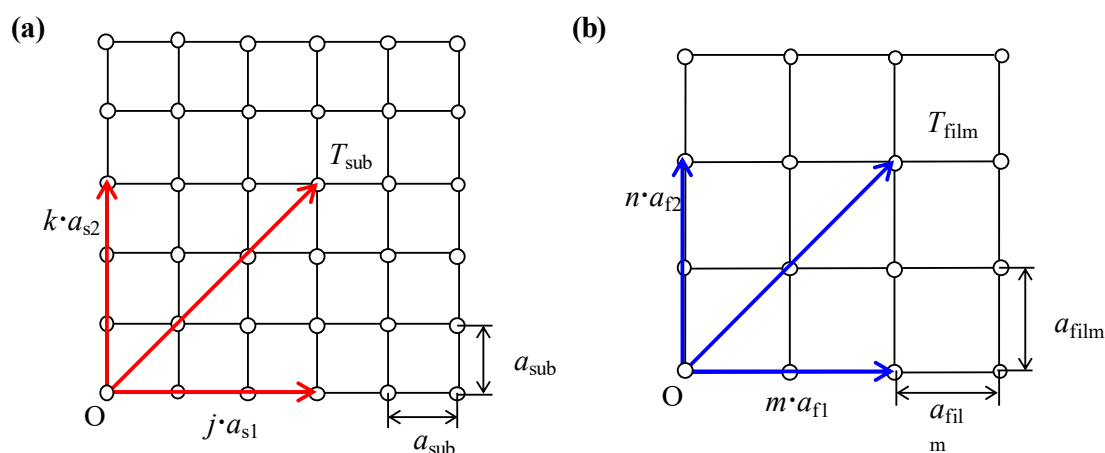 (a)
T_sub
k·a_s2
a_sub
O
j·a_s1
a_sub
(b)
T_film
n·a_f2
a_film
O
m·a_f1
a_fil
m